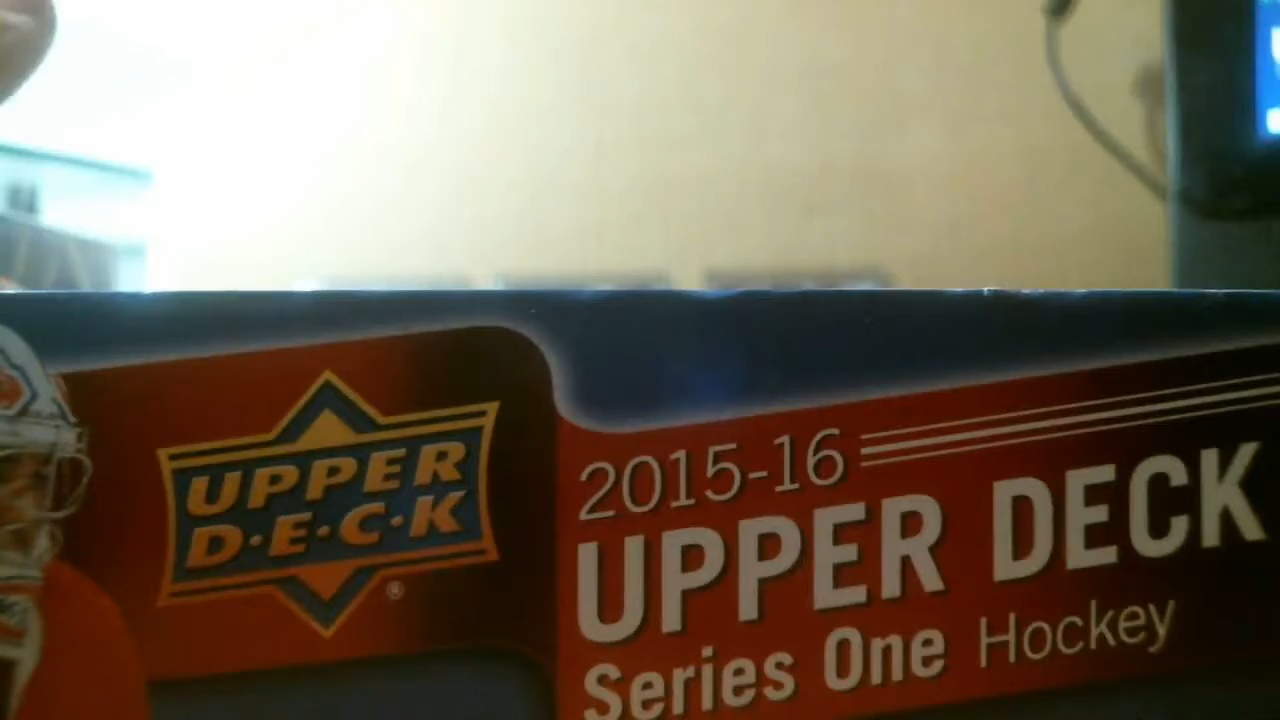 UPPER
D·E·C·K
®
2015-16
UPPER DECK
Series One Hockey